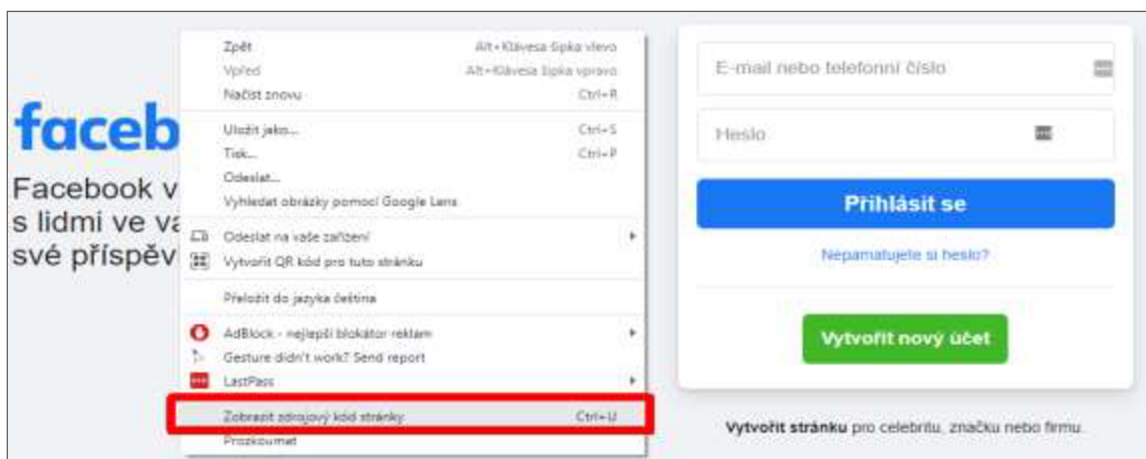 faceb
Facebook v
s lidmi ve va
své příspěv
Zpět Alt+Klávesa šipka vlevo
Vpřed Alt+Klávesa šipka vpravo
Načíst znovu Ctrl+R
Uložit jako... Ctrl+S
Tisk... Ctrl+P
Odeslat...
Vyhledat obrázky pomocí Google Lens
Odeslat na vaše zařízení
Vytvořit QR kód pro tuto stránku
Přeložit do jazyka čeština
AdBlock - nejlepší blokátor reklam
Gesture didn't work? Send report
LastPass
Zobrazit zdrojový kód stránky Ctrl+U
Prozkoumat
E-mail nebo telefonní číslo
Heslo
Přihlásit se
Nepamatujete si heslo?
Vytvořit nový účet
Vytvořit stránku pro celebritu, značku nebo firmu.